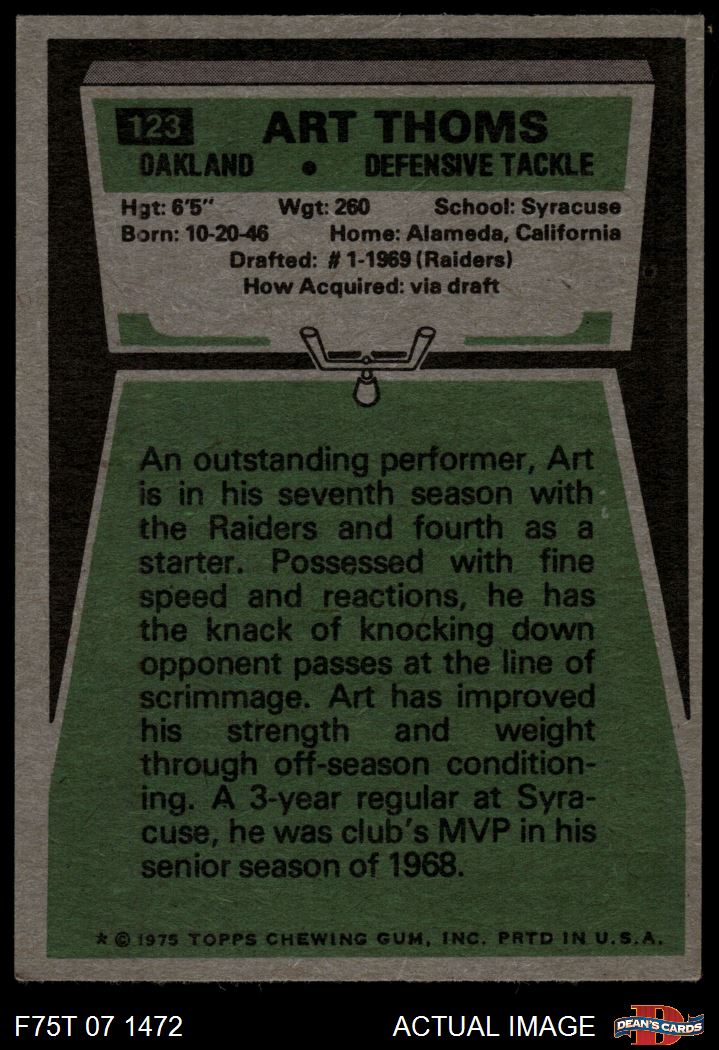 123 ART THOMS
OAKLAND • DEFENSIVE TACKLE
Hgt: 6'5" Wgt: 260 School: Syracuse
Born: 10-20-46 Home: Alameda, California
Drafted: #1-1969 (Raiders)
How Acquired: via draft
An outstanding performer, Art
is in his seventh season with
the Raiders and fourth as a
starter. Possessed with fine
speed and reactions, he has
the knack of knocking down
opponent passes at the line of
scrimmage. Art has improved
his strength and weight
through off-season condition-
ing. A 3-year regular at Syra-
cuse, he was club's MVP in his
senior season of 1968.
* © 1975 TOPPS CHEWING GUM, INC. PRTD IN U.S.A.
F75T 07 1472 ACTUAL IMAGE D DEAN'S CARDS